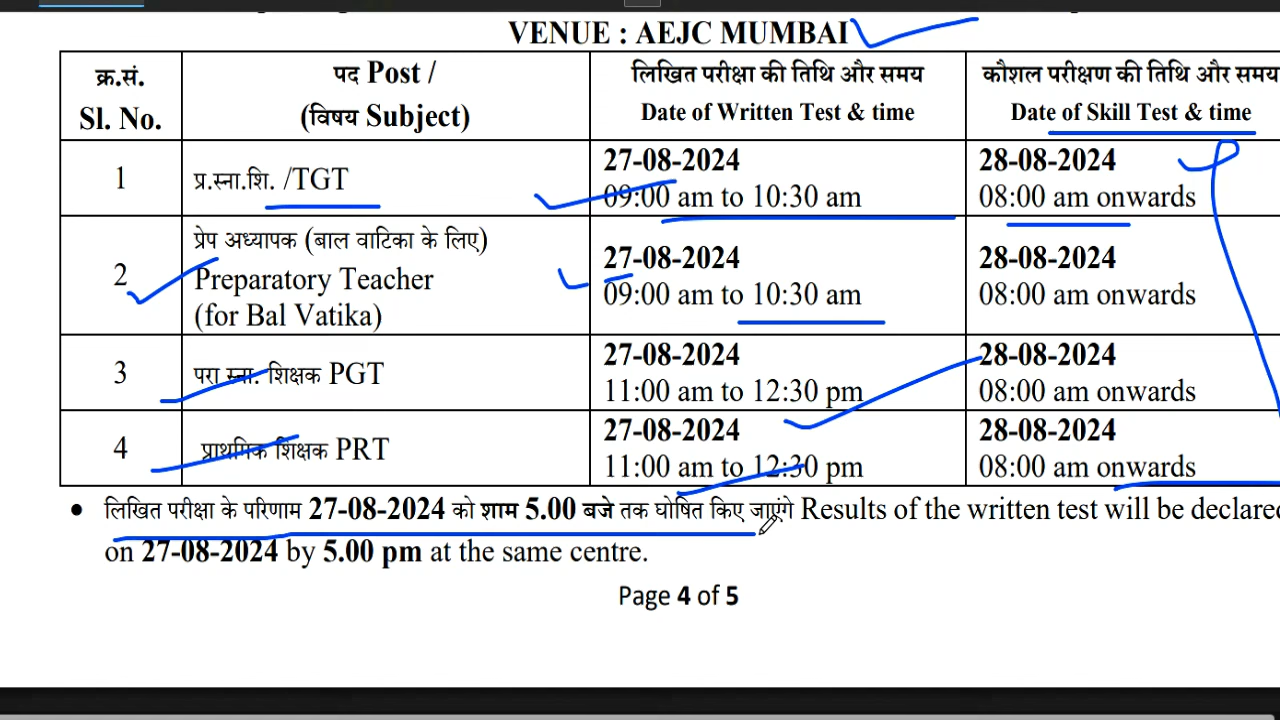 VENUE : AEJC MUMBAI
क्र.सं.
Sl. No.
पद Post /
(विषय Subject)
लिखित परीक्षा की तिथि और समय
Date of Written Test & time
कौशल परीक्षण की तिथि और समय
Date of Skill Test & time
1
प्र.स्ना.शि. /TGT
27-08-2024
09:00 am to 10:30 am
28-08-2024
08:00 am onwards
2
प्रेप अध्यापक (बाल वाटिका के लिए)
Preparatory Teacher
(for Bal Vatika)
27-08-2024
09:00 am to 10:30 am
28-08-2024
08:00 am onwards
3
परा स्ना. शिक्षक PGT
27-08-2024
11:00 am to 12:30 pm
28-08-2024
08:00 am onwards
4
प्राथमिक शिक्षक PRT
27-08-2024
11:00 am to 12:30 pm
28-08-2024
08:00 am onwards
• लिखित परीक्षा के परिणाम 27-08-2024 को शाम 5.00 बजे तक घोषित किए जाएंगे Results of the written test will be declared
on 27-08-2024 by 5.00 pm at the same centre.
Page 4 of 5